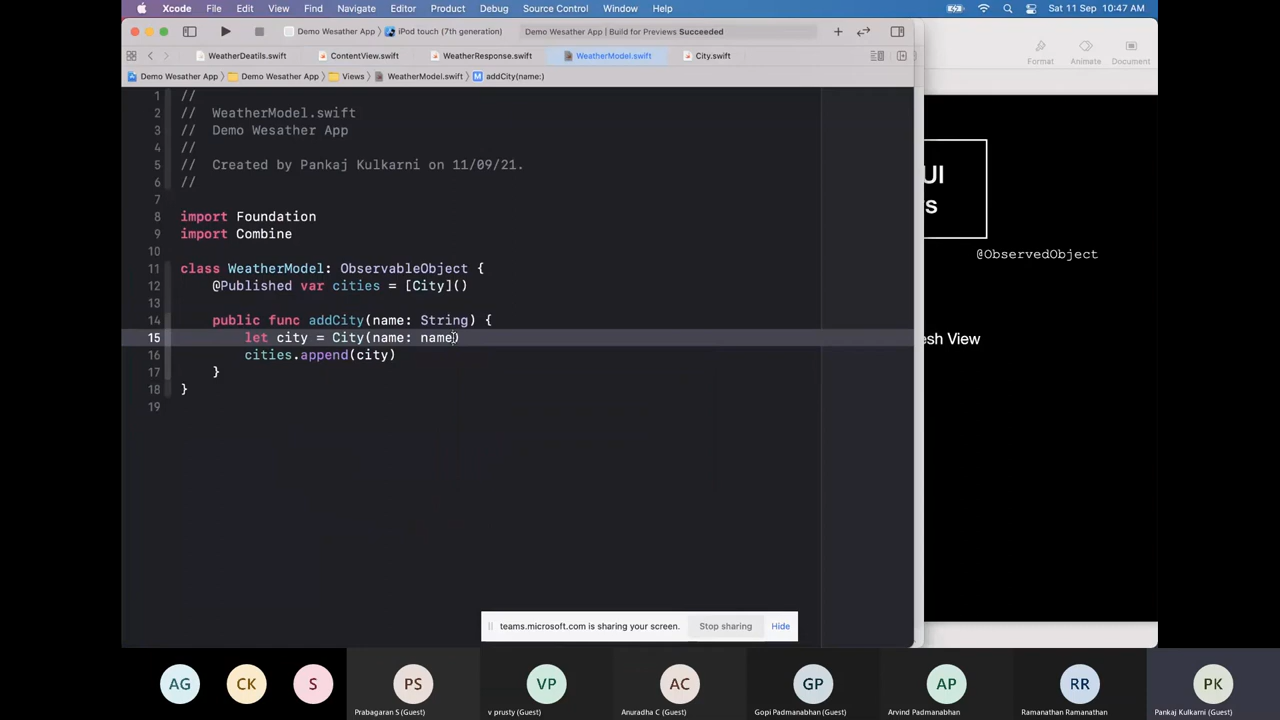 Xcode File Edit View Find Navigate Editor Product Debug Source Control Window Help Sat 11 Sep 10:47 AM
Demo Wesather App iPod touch (7th generation) Demo Wesather App | Build for Previews Succeeded
WeatherDeatils.swift ContentView.swift WeatherResponse.swift WeatherModel.swift City.swift
Demo Wesather App Demo Wesather App Views WeatherModel.swift M addCity(name:)
Format Animate Document
1 //
2 // WeatherModel.swift
3 // Demo Wesather App
4 //
5 // Created by Pankaj Kulkarni on 11/09/21.
6 //
7
8 import Foundation
9 import Combine
10
11 class WeatherModel: ObservableObject {
12 @Published var cities = [City]()
13
14 public func addCity(name: String) {
15 let city = City(name: name)
16 cities.append(city)
17 }
18 }
19
UI
s
@ObservedObject
esh View
teams.microsoft.com is sharing your screen. Stop sharing Hide
AG CK S PS VP AC GP AP RR PK
Prabagaran S (Guest) v prusty (Guest) Anuradha C (Guest) Gopi Padmanabhan (Guest) Arvind Padmanabhan Ramanathan Ramanathan Pankaj Kulkarni (Guest)